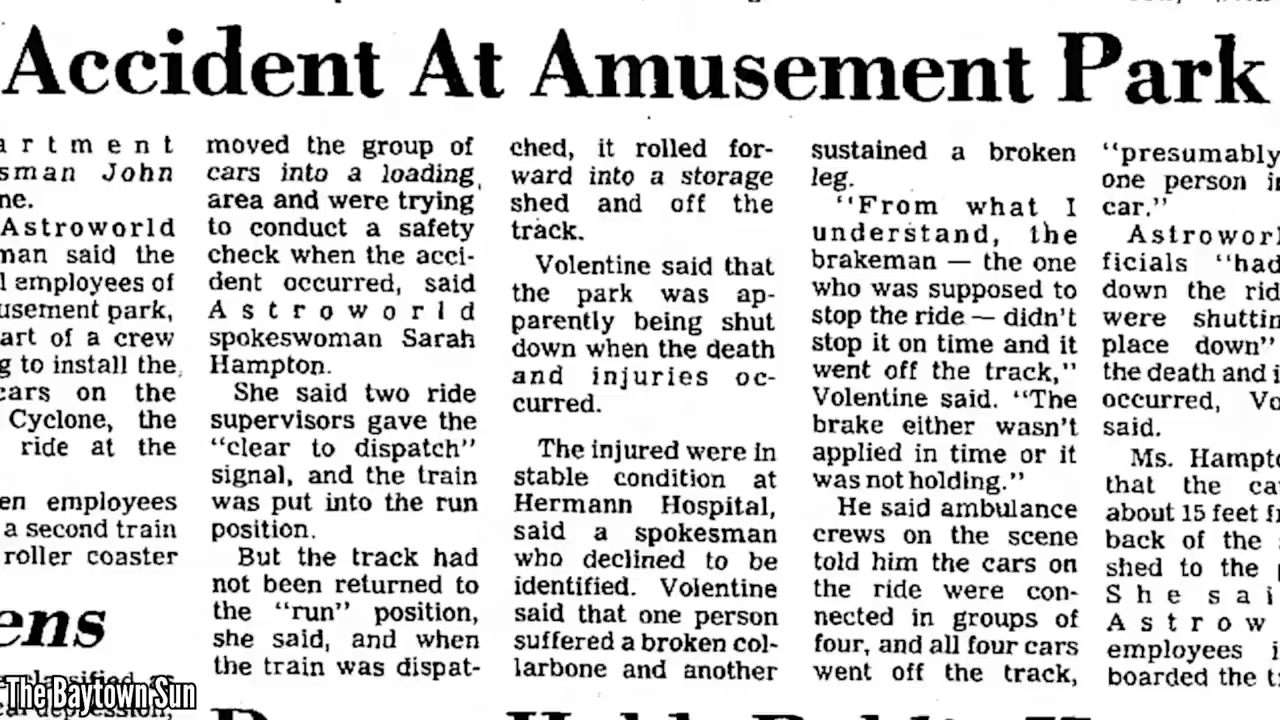 Accident At Amusement Park
artment
sman John
ne.
Astroworld
man said the
l employees of
usement park,
art of a crew
g to install the
cars on the
Cyclone, the
ride at the
en employees
a second train
roller coaster
ens
moved the group of
cars into a loading
area and were trying
to conduct a safety
check when the acci-
dent occurred, said
Astroworld
spokeswoman Sarah
Hampton.
She said two ride
supervisors gave the
"clear to dispatch"
signal, and the train
was put into the run
position.
But the track had
not been returned to
the "run" position,
she said, and when
the train was dispat-
ched, it rolled for-
ward into a storage
shed and off the
track.
Volentine said that
the park was ap-
parently being shut
down when the death
and injuries oc-
curred.
The injured were in
stable condition at
Hermann Hospital,
said a spokesman
who declined to be
identified. Volentine
said that one person
suffered a broken col-
larbone and another
sustained a broken
leg.
"From what I
understand, the
brakeman — the one
who was supposed to
stop the ride — didn't
stop it on time and it
went off the track,"
Volentine said. "The
brake either wasn't
applied in time or it
was not holding."
He said ambulance
crews on the scene
told him the cars on
the ride were con-
nected in groups of
four, and all four cars
went off the track,
"presumably
one person i
car."
Astroworl
ficials "had
down the rid
were shuttin
place down"
the death and i
occurred, Vo
said.
Ms. Hampto
that the ca
about 15 feet f
back of the
shed to the
She sai
Astrow
employees i
boarded the t
The Baytown Sun